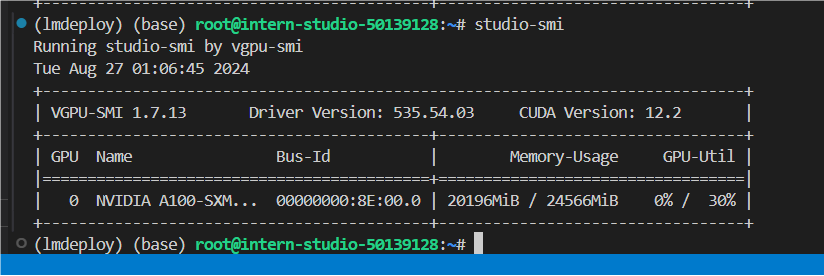 +-----------------------------------------------------------------------------+
(lmdeploy) (base) root@intern-studio-50139128:~# studio-smi
Running studio-smi by vgpu-smi
Tue Aug 27 01:06:45 2024
+-----------------------------------------------------------------------------+
| VGPU-SMI 1.7.13       Driver Version: 535.54.03     CUDA Version: 12.2      |
+-------------------------------------------+---------------------------------+
| GPU  Name                 Bus-Id          |        Memory-Usage     GPU-Util |
|===========================================+=================================|
|   0  NVIDIA A100-SXM...  00000000:8E:00.0 | 20196MiB / 24566MiB    0% /  30% |
+-------------------------------------------+---------------------------------+
(lmdeploy) (base) root@intern-studio-50139128:~#